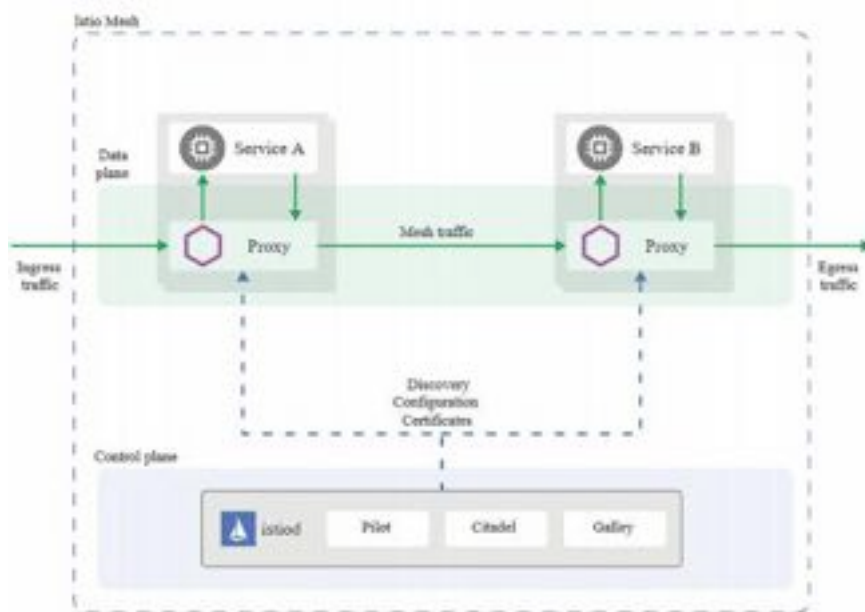 Istio Mesh
Service A
Service B
Data
plane
Mesh traffic
Proxy
Proxy
Ingress
traffic
Egress
traffic
Discovery
Configuration
Certificates
Control plane
istiod
Pilot
Citadel
Galley